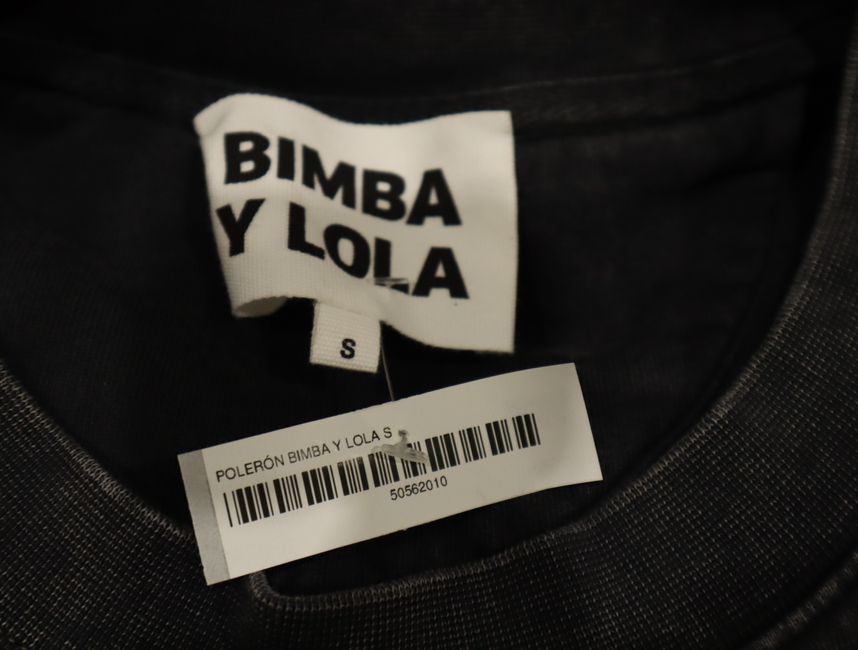 BIMBA
Y LOLA
S
POLERÓN BIMBA Y LOLA S
50562010